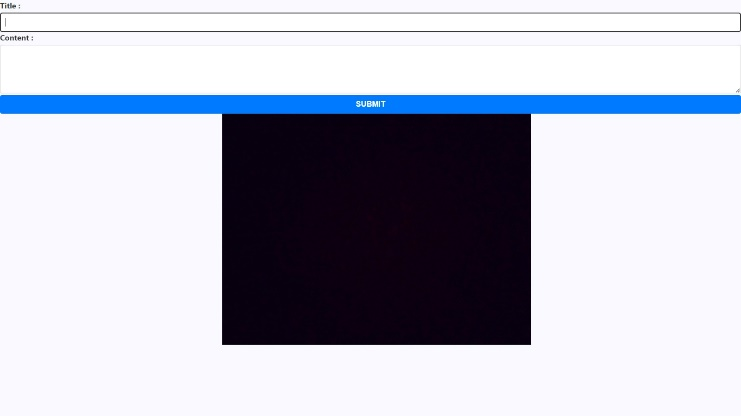 Title :
Content :
SUBMIT